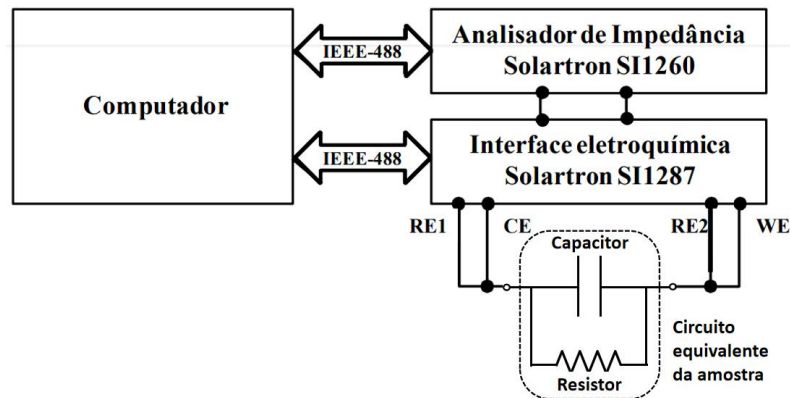 Analisador de Impedância
Solartron SI1260
IEEE-488
Computador
Interface eletroquímica
Solartron SI1287
IEEE-488
RE1
CE
RE2
WE
Capacitor
Resistor
Circuito
equivalente
da amostra